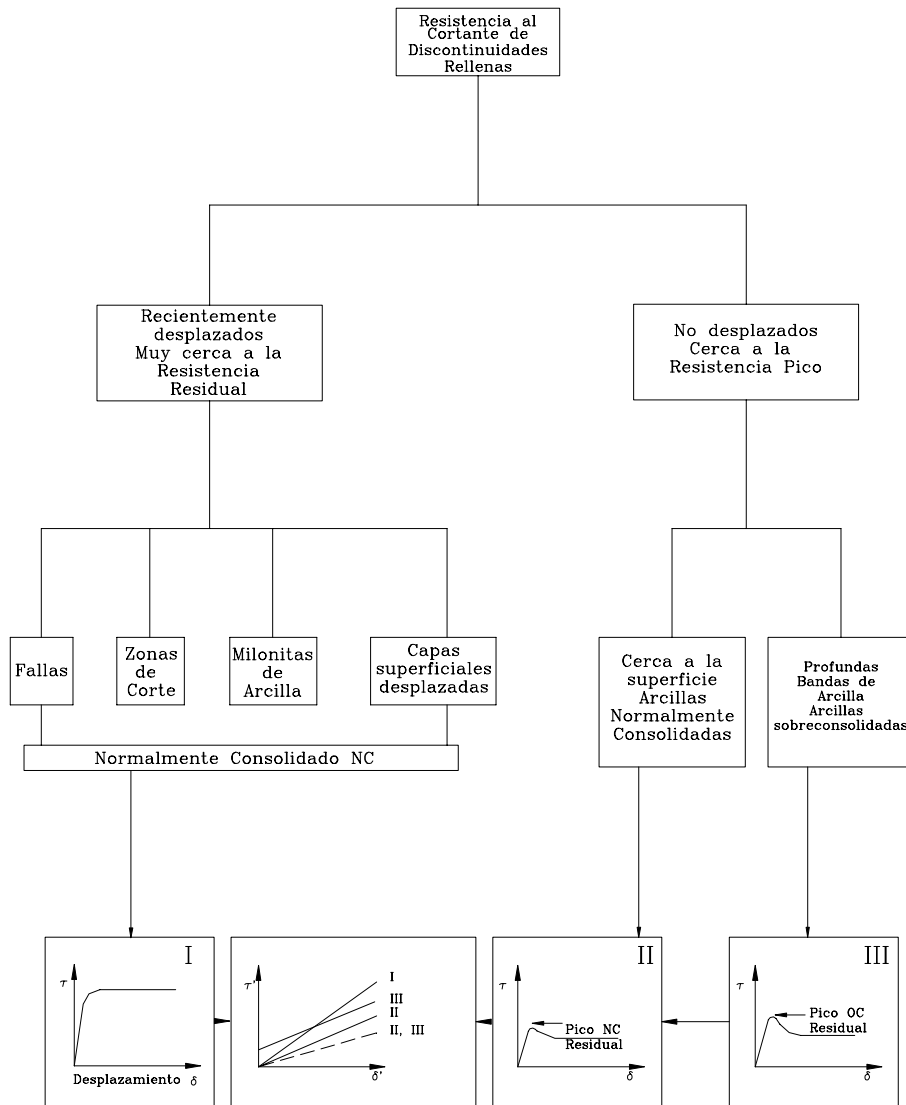 Resistencia al
Cortante de
Discontinuidades
Rellenas
Recientemente
desplazados
Muy cerca a la
Resistencia
Residual
No desplazados
Cerca a la
Resistencia Pico
Fallas
Zonas
de
Corte
Milonitas
de
Arcilla
Capas
superficiales
desplazadas
Cerca a la
superficie
Arcillas
Normalmente
Consolidadas
Profundas
Bandas de
Arcilla
Arcillas
sobreconsolidadas
Normalmente Consolidado NC
I
τ
Desplazamiento δ
τ'
I
III
II
II, III
δ'
II
τ
Pico NC
Residual
δ
III
τ
Pico OC
Residual
δ